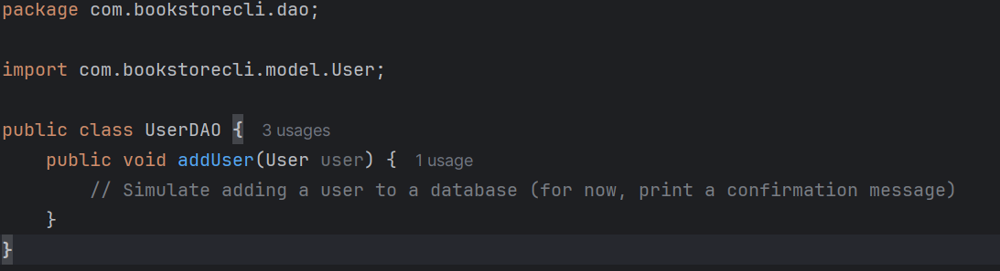 package com.bookstorecli.dao;
import com.bookstorecli.model.User;
public class UserDAO { 3 usages
public void addUser(User user) { 1 usage
// Simulate adding a user to a database (for now, print a confirmation message)
}
}